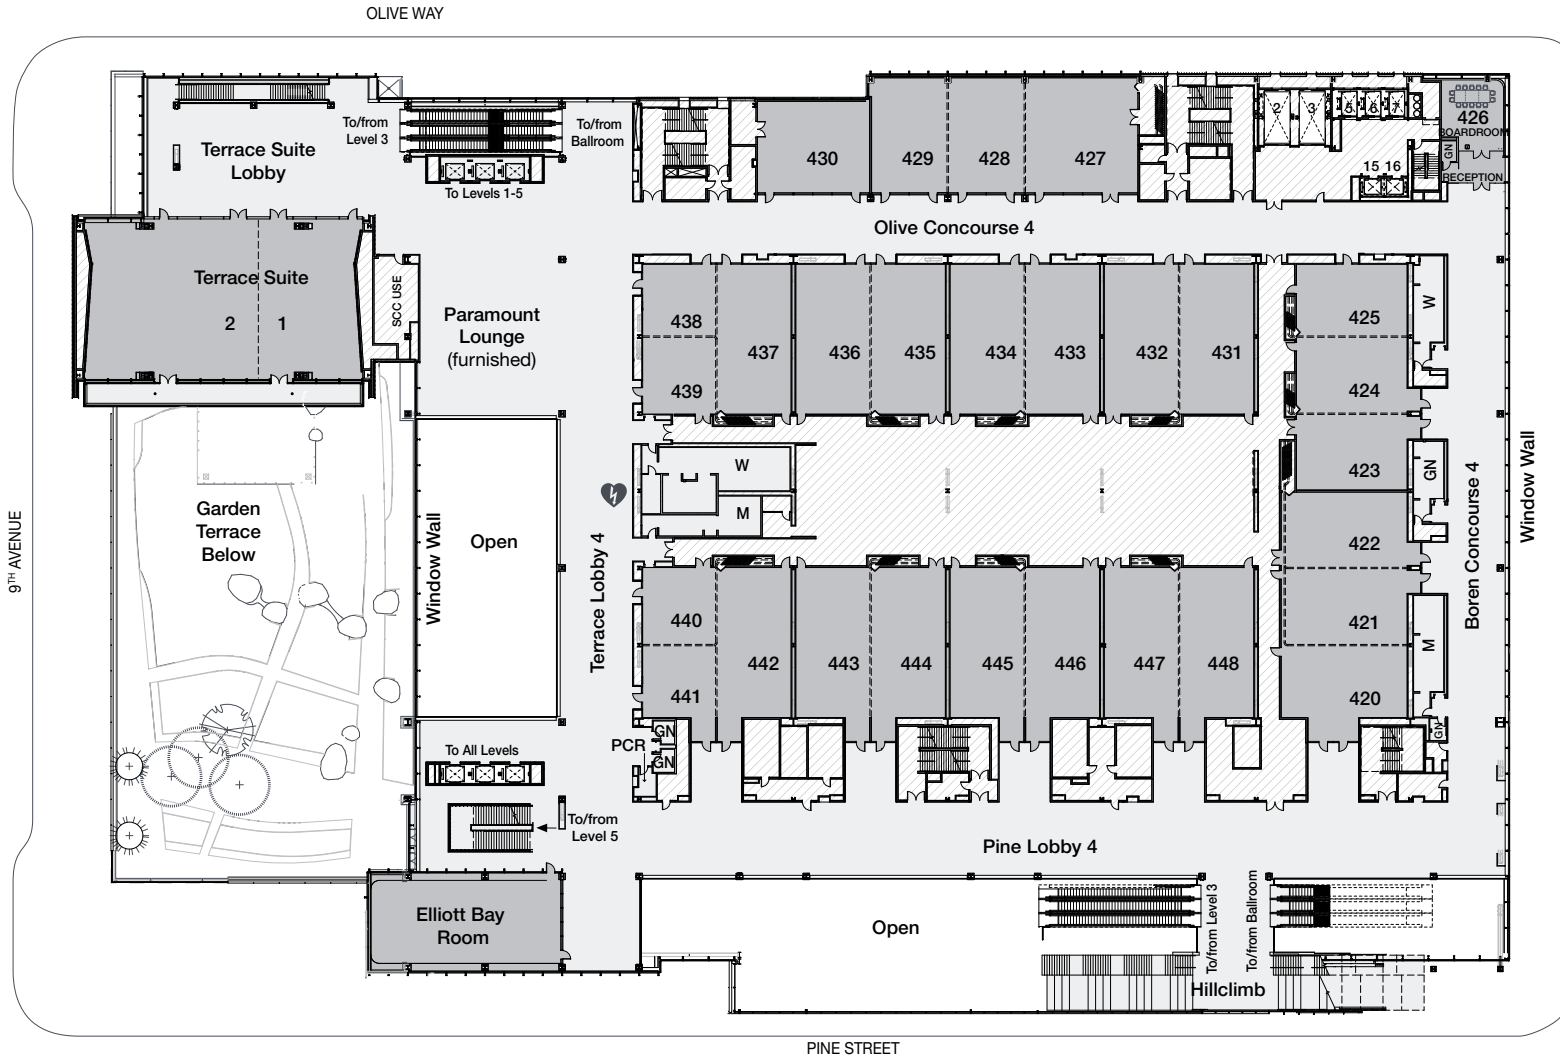 OLIVE WAY
To/from
Level 3
To/from
Ballroom
To Levels 1-5
Terrace Suite
Lobby
430
429
428
427
2
3
5
6
7
15 16
426
BOARDROOM
GN
RECEPTION
Olive Concourse 4
Terrace Suite
2
1
SCC USE
Paramount
Lounge
(furnished)
438
439
437
436
435
434
433
432
431
425
424
423
422
421
420
W
GN
M
GN
Boren Concourse 4
Window Wall
9TH AVENUE
Garden
Terrace
Below
Window Wall
Open
Terrace Lobby 4
W
M
440
441
442
443
444
445
446
447
448
PCR
GN
GN
To All Levels
To/from
Level 5
Pine Lobby 4
Elliott Bay
Room
Open
To/from Level 3
To/from Ballroom
Hillclimb
PINE STREET